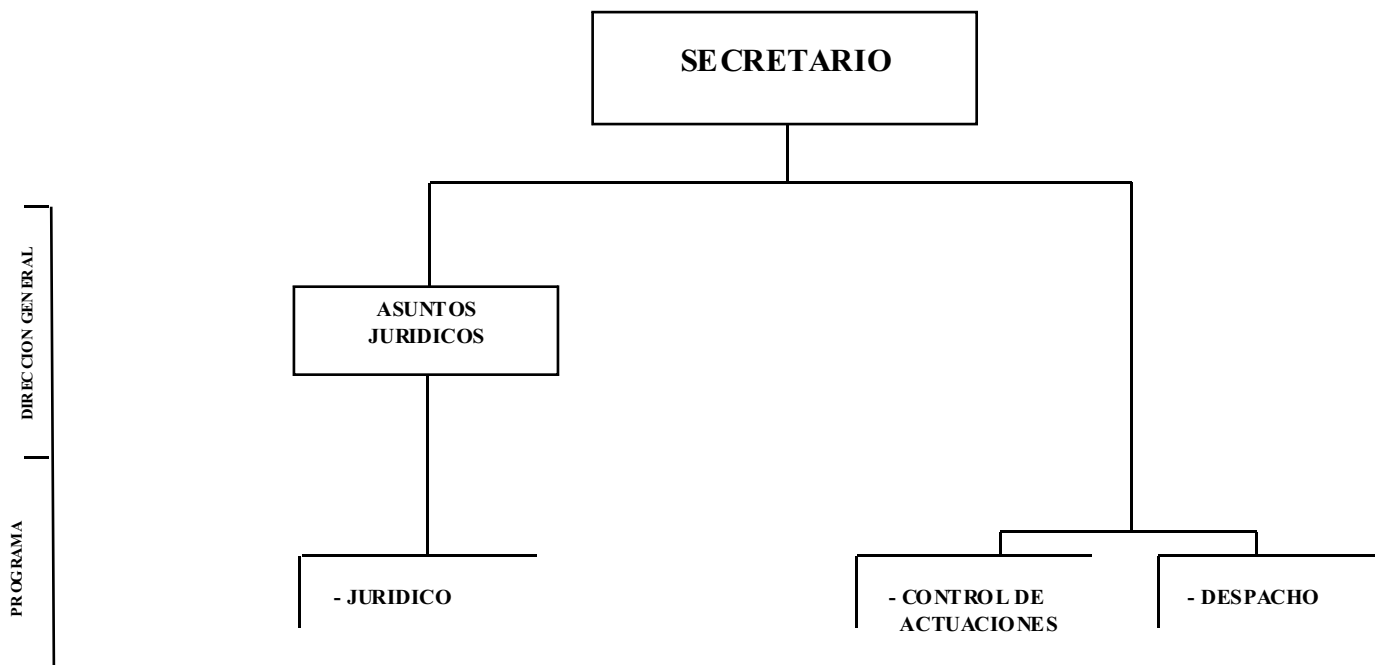 SECRETARIO
DIRECCION GENERAL
ASUNTOS
JURIDICOS
PROGRAMA
- JURIDICO
- CONTROL DE
ACTUACIONES
- DESPACHO